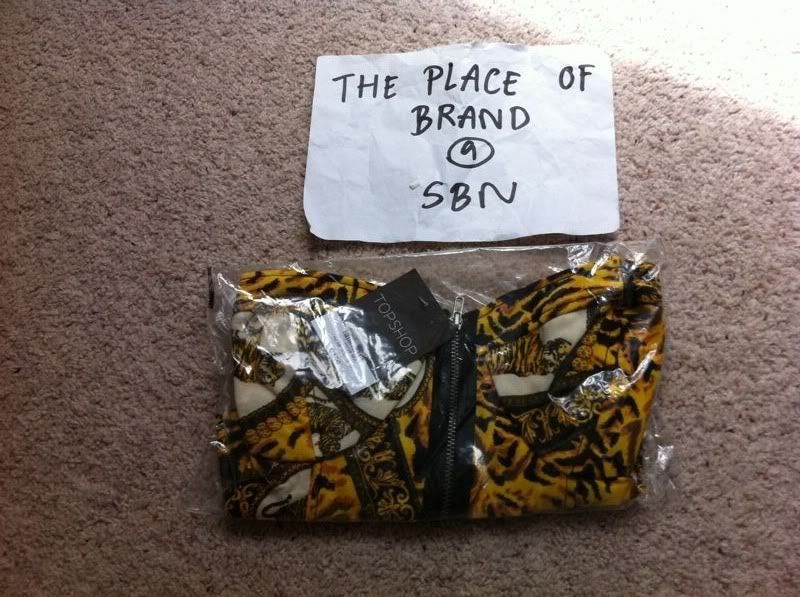 THE PLACE OF
BRAND
9
SBN
TOPSHOP